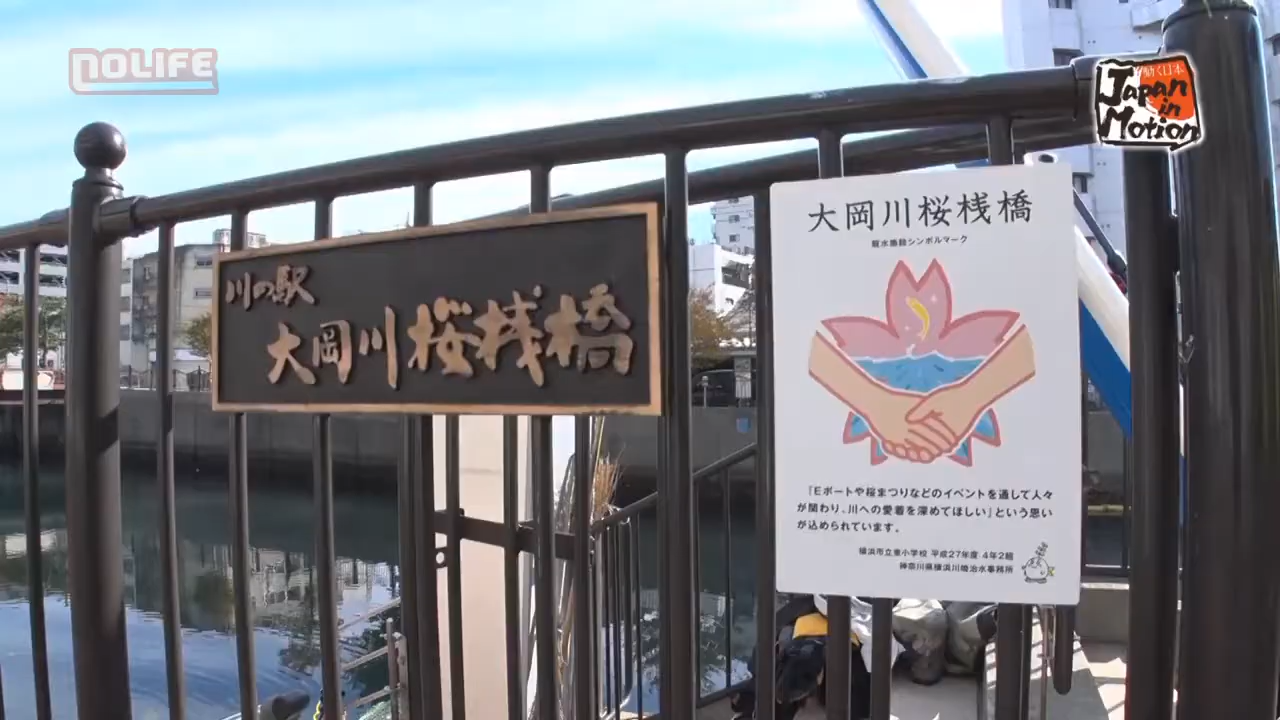 NOLIFE
動く日本
Japan
in
Motion
川の駅
大岡川桜桟橋
大岡川桜桟橋
親水施設シンボルマーク
「Eボートや桜まつりなどのイベントを通して人々
が関わり、川への愛着を深めてほしい」という思い
が込められています。
横浜市立東小学校 平成27年度 4年2組
神奈川県横浜川崎治水事務所